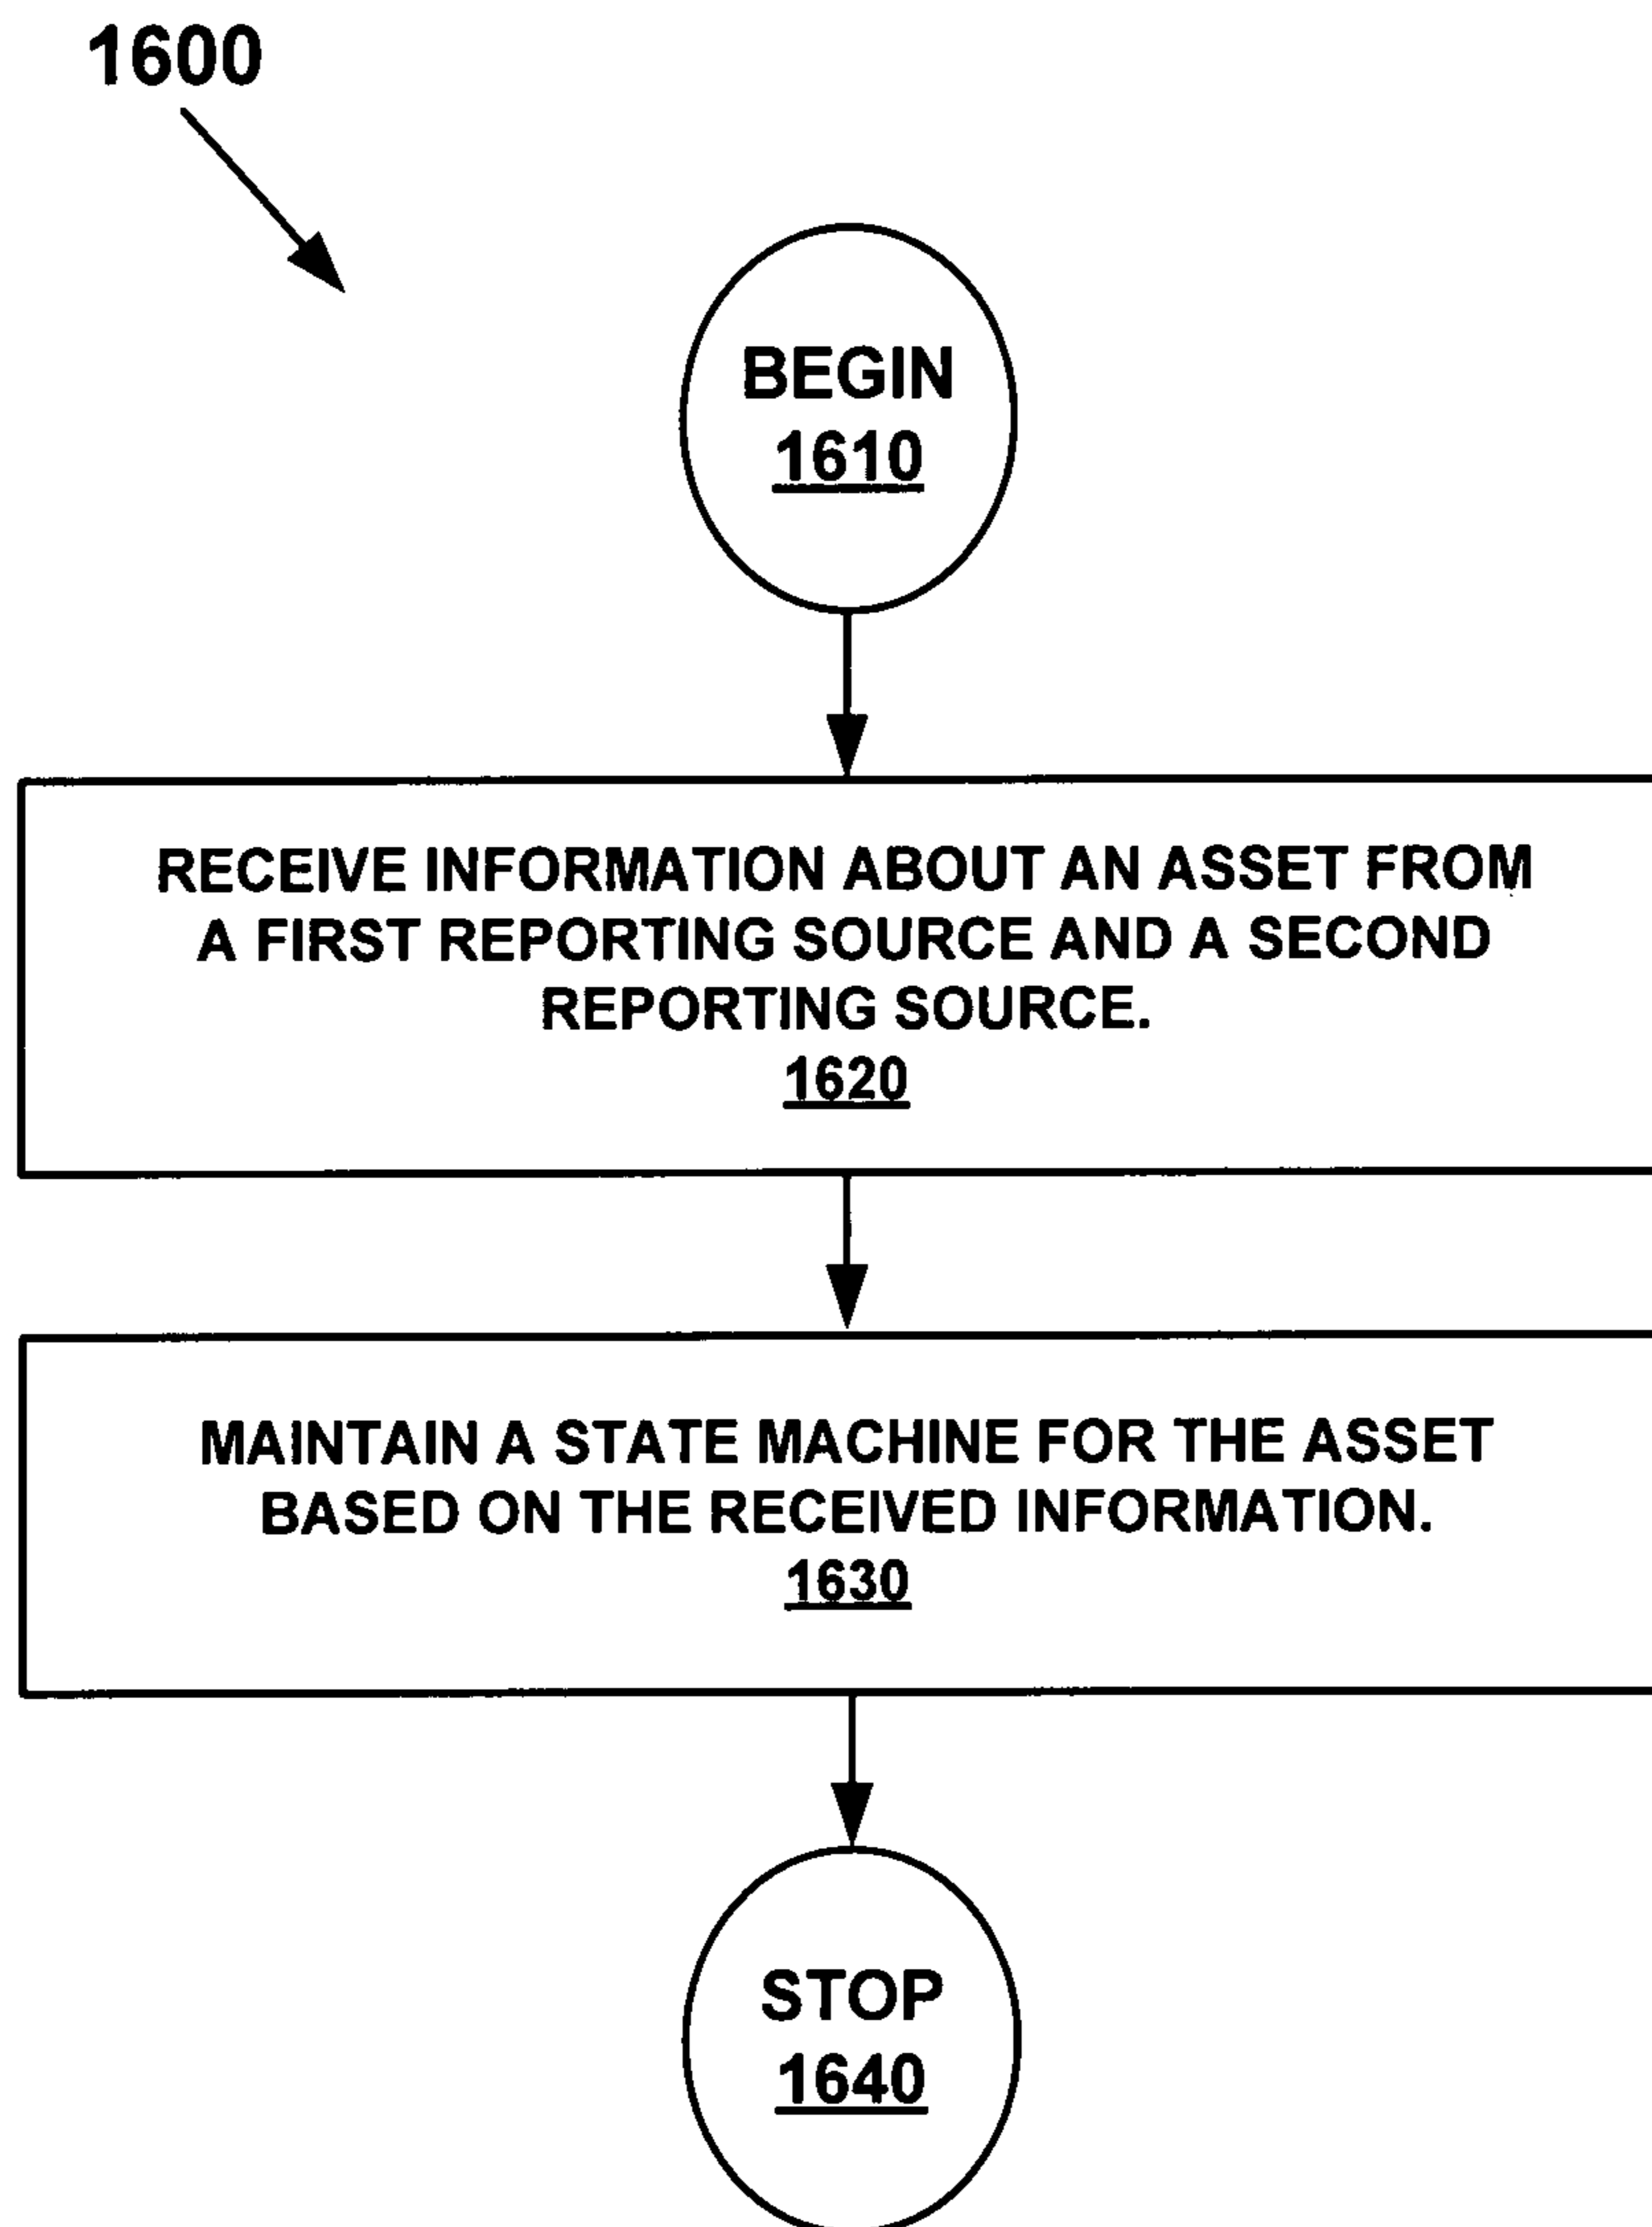 1600
BEGIN
1610
RECEIVE INFORMATION ABOUT AN ASSET FROM
A FIRST REPORTING SOURCE AND A SECOND
REPORTING SOURCE.
1620
MAINTAIN A STATE MACHINE FOR THE ASSET
BASED ON THE RECEIVED INFORMATION.
1630
STOP
1640